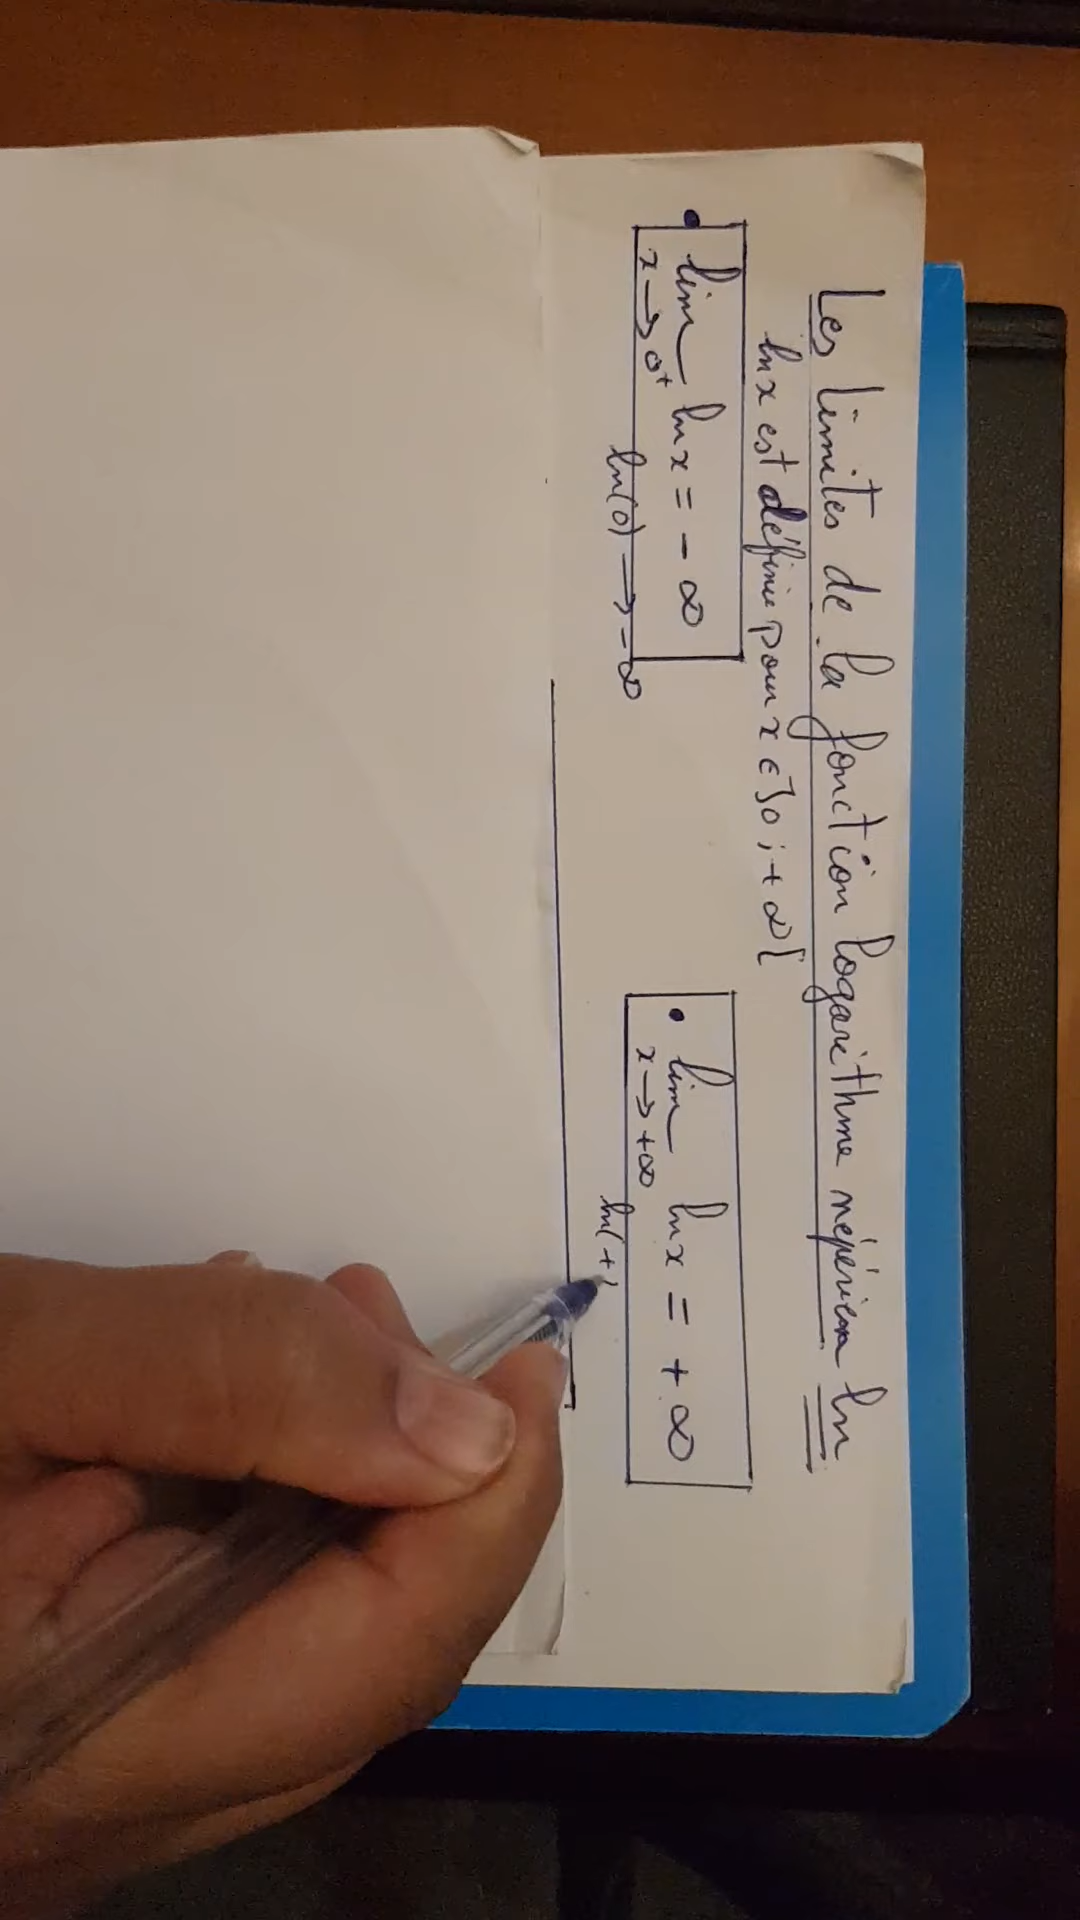 Les limites de la fonction logarithme népérien ln
ln x est définie pour x ∈ ]0 ; +∞[
• lim ln x = -∞
x → 0⁺
ln(0) → -∞
• lim ln x = +∞
x → +∞
ln(+